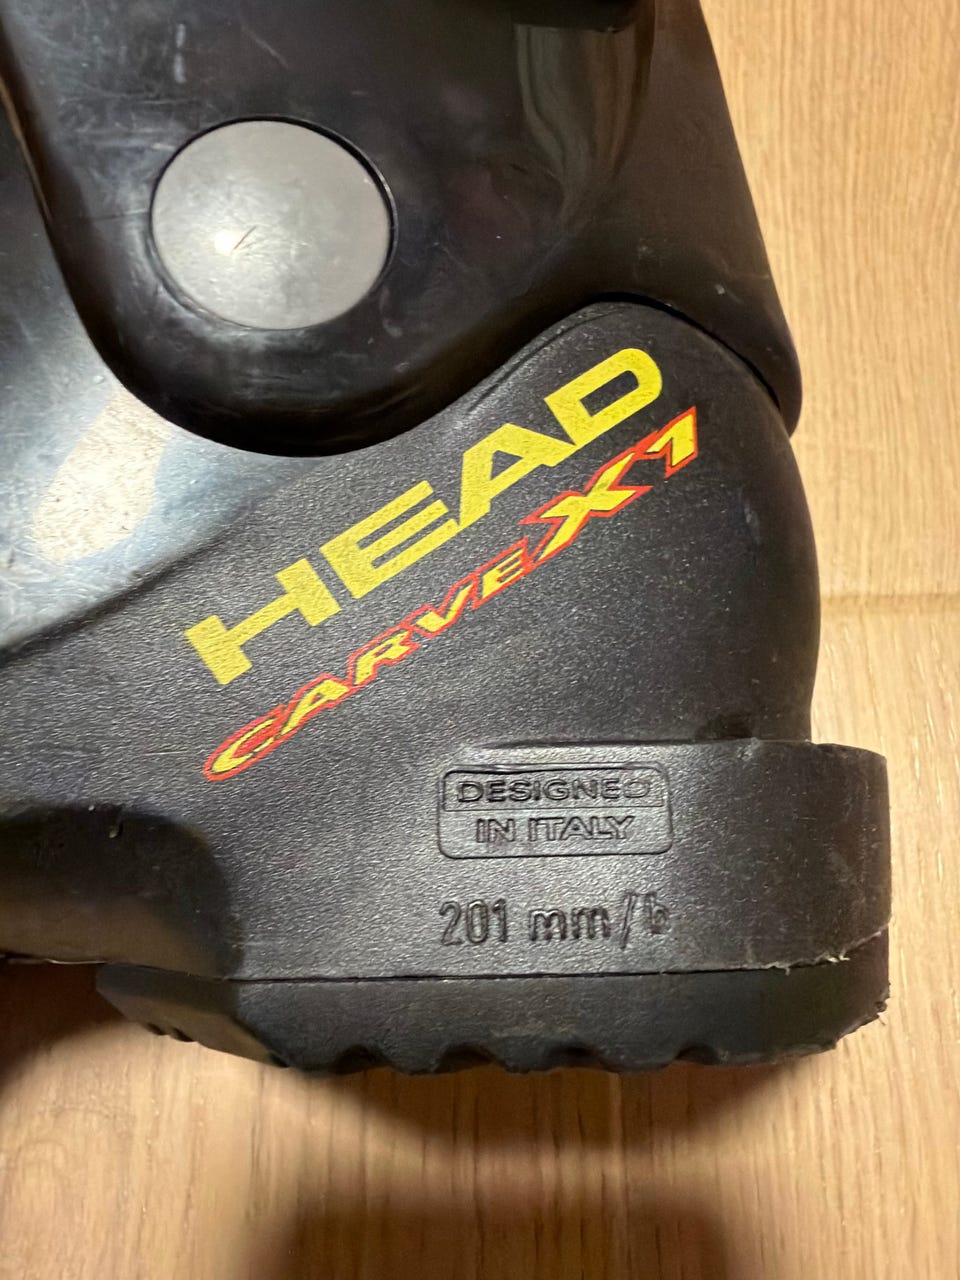 HEAD
CARVE X1
DESIGNED
IN ITALY
201 mm/b